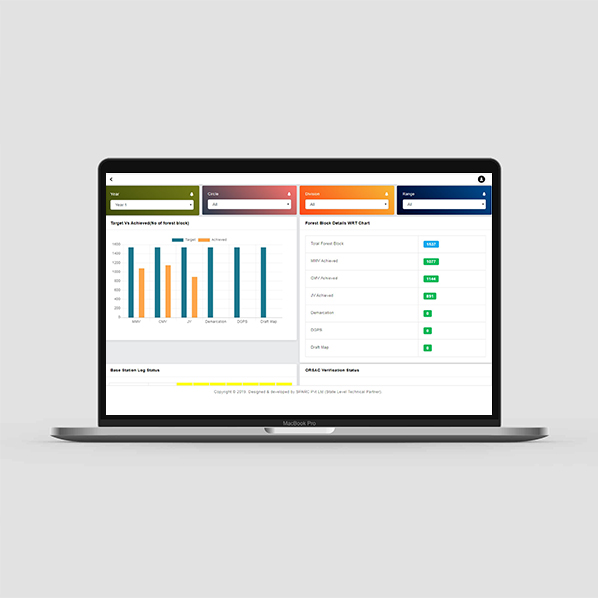 Year
Circle
Division
Range
Year 1
All
All
All
Target Vs Achieved(No of forest block)
Target
Achieved
1600
1400
1200
1000
800
600
400
200
0
MMV
CMV
JV
Demarcation
DGPS
Draft Map
Forest Block Details WRT Chart
Total Forest Block
MMV Achieved 1077
CMV Achieved
JV Achieved 891
Demarcation 0
DGPS 0
Draft Map 0
Base Station Log Status
ORSAC Verification Status
Copyright © 2019. Designed & developed by Pvt Ltd (State Level Technical Partner)
MacBook Pro